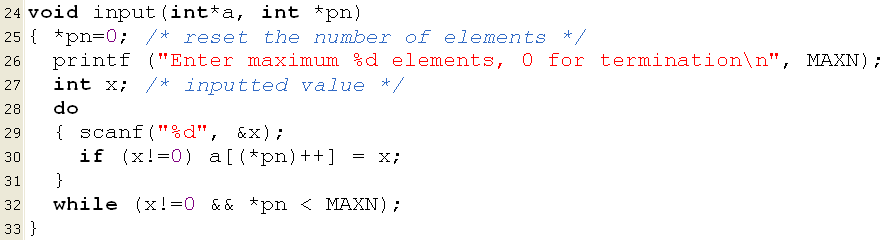 24 void input(int*a, int *pn)
25 { *pn=0; /* reset the number of elements */
26   printf ("Enter maximum %d elements, 0 for termination\n", MAXN);
27   int x; /* inputted value */
28   do
29   { scanf("%d", &x);
30     if (x!=0) a[(*pn)++] = x;
31   }
32   while (x!=0 && *pn < MAXN);
33 }